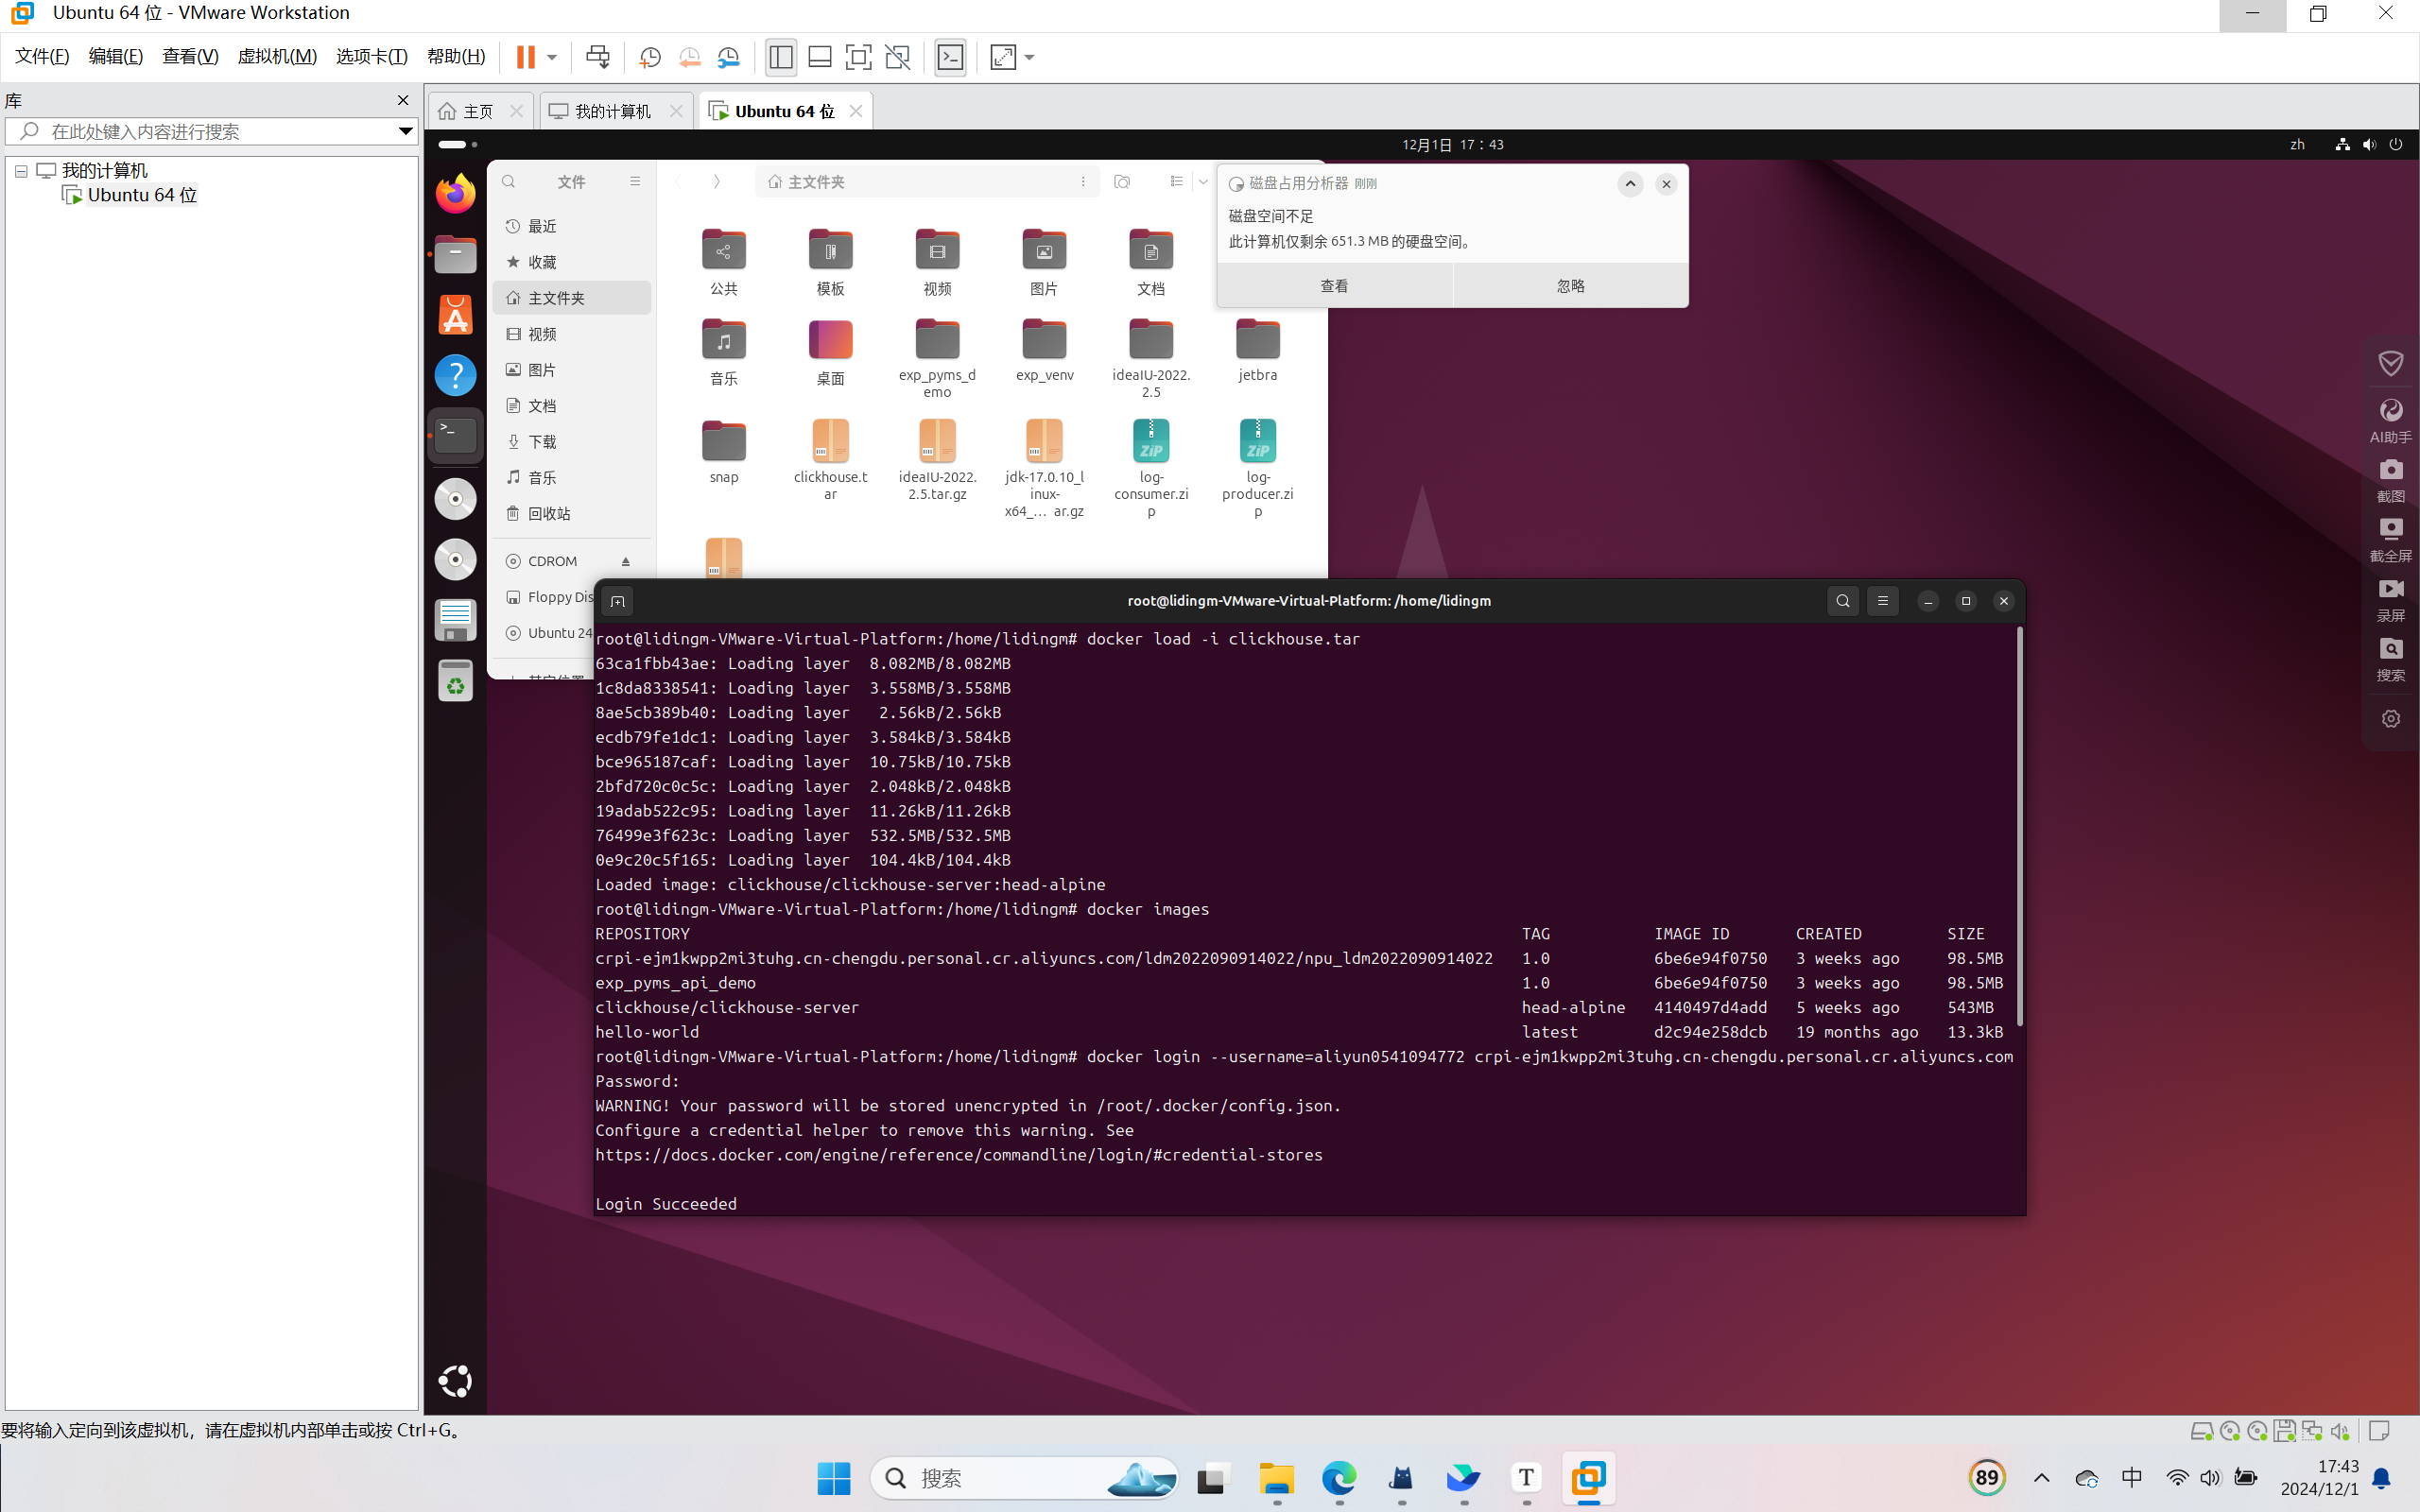 Ubuntu 64 位 - VMware Workstation
文件(F) 编辑(E) 查看(V) 虚拟机(M) 选项卡(T) 帮助(H)
库
在此处键入内容进行搜索
我的计算机
Ubuntu 64 位
主页
我的计算机
Ubuntu 64 位
12月1日 17：43
zh
文件
主文件夹
最近
收藏
主文件夹
视频
图片
文档
下载
音乐
回收站
CDROM
Floppy Dis
Ubuntu 24
公共
模板
视频
图片
文档
音乐
桌面
exp_pyms_d
emo
exp_venv
ideaIU-2022.
2.5
jetbra
snap
clickhouse.t
ar
ideaIU-2022.
2.5.tar.gz
jdk-17.0.10_l
inux-
x64_… ar.gz
log-
consumer.zi
p
log-
producer.zi
p
磁盘占用分析器 刚刚
磁盘空间不足
此计算机仅剩余 651.3 MB 的硬盘空间。
查看
忽略
root@lidingm-VMware-Virtual-Platform: /home/lidingm
root@lidingm-VMware-Virtual-Platform:/home/lidingm# docker load -i clickhouse.tar
63ca1fbb43ae: Loading layer 8.082MB/8.082MB
1c8da8338541: Loading layer 3.558MB/3.558MB
8ae5cb389b40: Loading layer 2.56kB/2.56kB
ecdb79fe1dc1: Loading layer 3.584kB/3.584kB
bce965187caf: Loading layer 10.75kB/10.75kB
2bfd720c0c5c: Loading layer 2.048kB/2.048kB
19adab522c95: Loading layer 11.26kB/11.26kB
76499e3f623c: Loading layer 532.5MB/532.5MB
0e9c20c5f165: Loading layer 104.4kB/104.4kB
Loaded image: clickhouse/clickhouse-server:head-alpine
root@lidingm-VMware-Virtual-Platform:/home/lidingm# docker images
REPOSITORY TAG IMAGE ID CREATED SIZE
crpi-ejm1kwpp2mi3tuhg.cn-chengdu.personal.cr.aliyuncs.com/ldm2022090914022/npu_ldm2022090914022 1.0 6be6e94f0750 3 weeks ago 98.5MB
exp_pyms_api_demo 1.0 6be6e94f0750 3 weeks ago 98.5MB
clickhouse/clickhouse-server head-alpine 4140497d4add 5 weeks ago 543MB
hello-world latest d2c94e258dcb 19 months ago 13.3kB
root@lidingm-VMware-Virtual-Platform:/home/lidingm# docker login --username=aliyun0541094772 crpi-ejm1kwpp2mi3tuhg.cn-chengdu.personal.cr.aliyuncs.com
Password:
WARNING! Your password will be stored unencrypted in /root/.docker/config.json.
Configure a credential helper to remove this warning. See
https://docs.docker.com/engine/reference/commandline/login/#credential-stores
Login Succeeded
AI助手
截图
截全屏
录屏
搜索
要将输入定向到该虚拟机，请在虚拟机内部单击或按 Ctrl+G。
搜索
89
中
17:43
2024/12/1